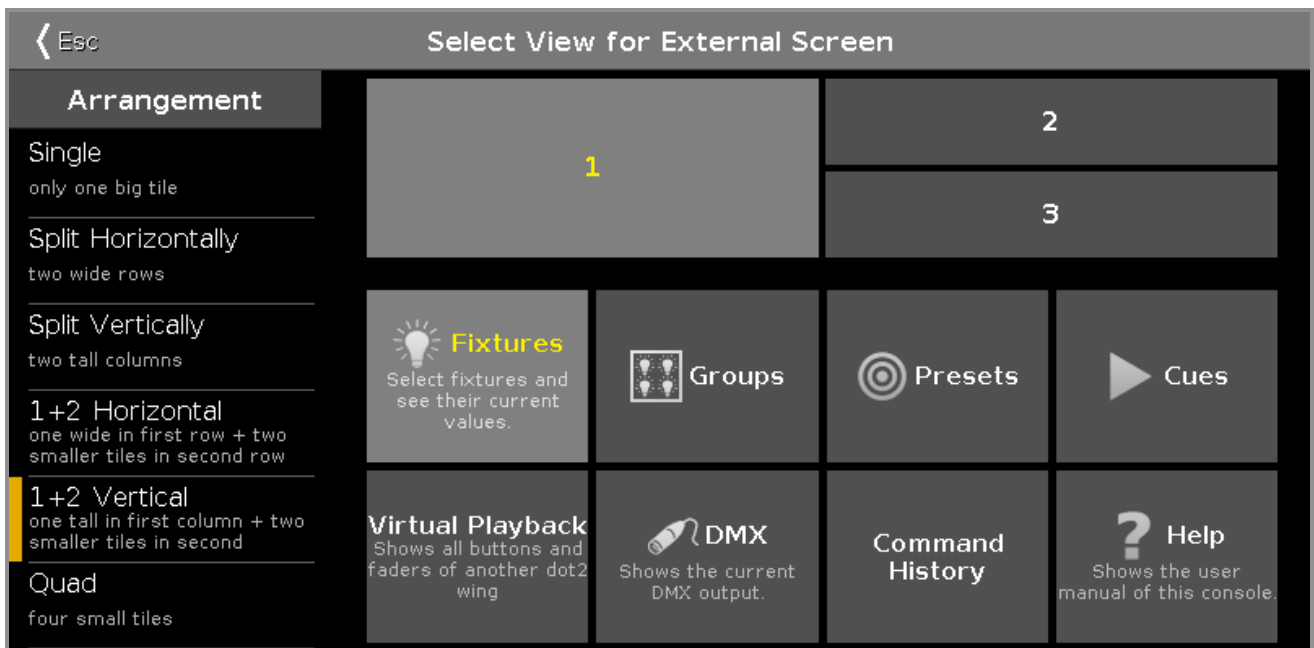 Esc
Select View for External Screen
Arrangement
Single
only one big tile
Split Horizontally
two wide rows
Split Vertically
two tall columns
1+2 Horizontal
one wide in first row + two
smaller tiles in second row
1+2 Vertical
one tall in first column + two
smaller tiles in second
Quad
four small tiles
1
2
3
Fixtures
Select fixtures and
see their current
values.
Groups
Presets
Cues
Virtual Playback
Shows all buttons and
faders of another dot2
wing
DMX
Shows the current
DMX output.
Command
History
Help
Shows the user
manual of this console.